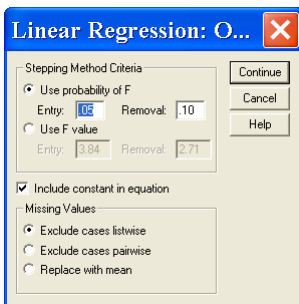 Linear Regression: O...
Stepping Method Criteria
Continue
Use probability of F
Entry: .05 Removal: .10
Cancel
Use F value
Help
Entry: 3.84 Removal: 2.71
Include constant in equation
Missing Values
Exclude cases listwise
Exclude cases pairwise
Replace with mean